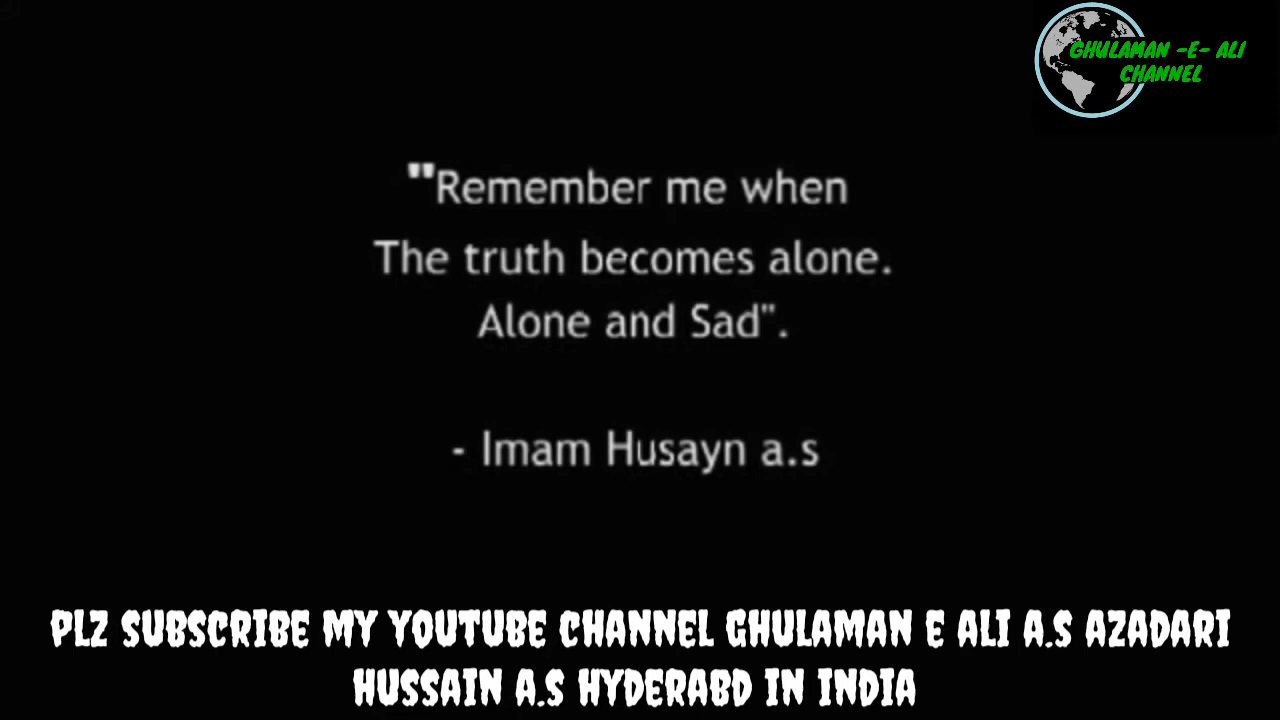 GHULAMAN -E- ALI
CHANNEL
"Remember me when
The truth becomes alone.
Alone and Sad".
- Imam Husayn a.s
PLZ SUBSCRIBE MY YOUTUBE CHANNEL GHULAMAN E ALI A.S AZADARI
HUSSAIN A.S HYDERABD IN INDIA